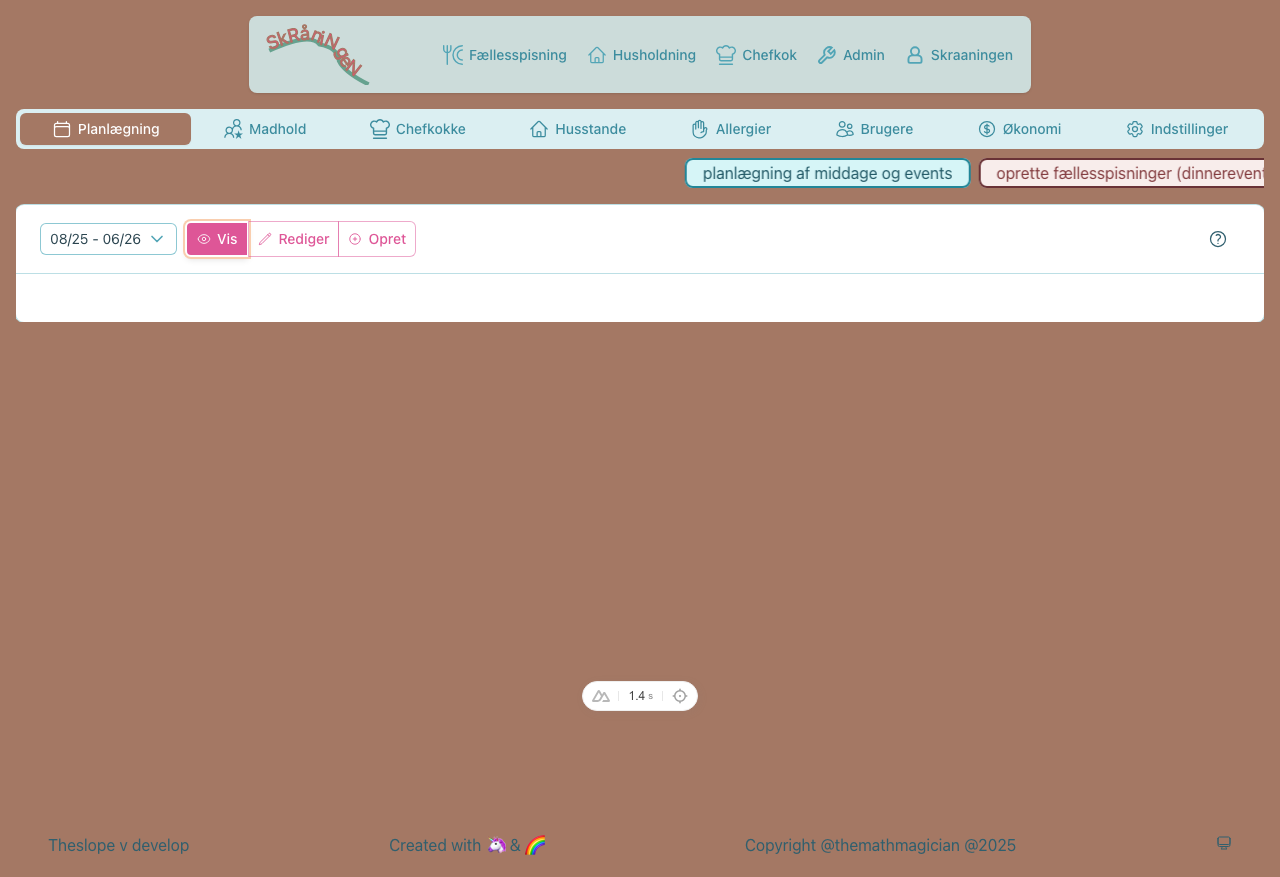 SkRåNiNgeN
Fællesspisning Husholdning Chefkok Admin Skraaningen
Planlægning Madhold Chefkokke Husstande Allergier Brugere Økonomi Indstillinger
planlægning af middage og events oprette fællesspisninger (dinnerevent
08/25 - 06/26 Vis Rediger Opret
1.4 s
Theslope v develop Created with 🦄 & 🌈 Copyright @themathmagician @2025